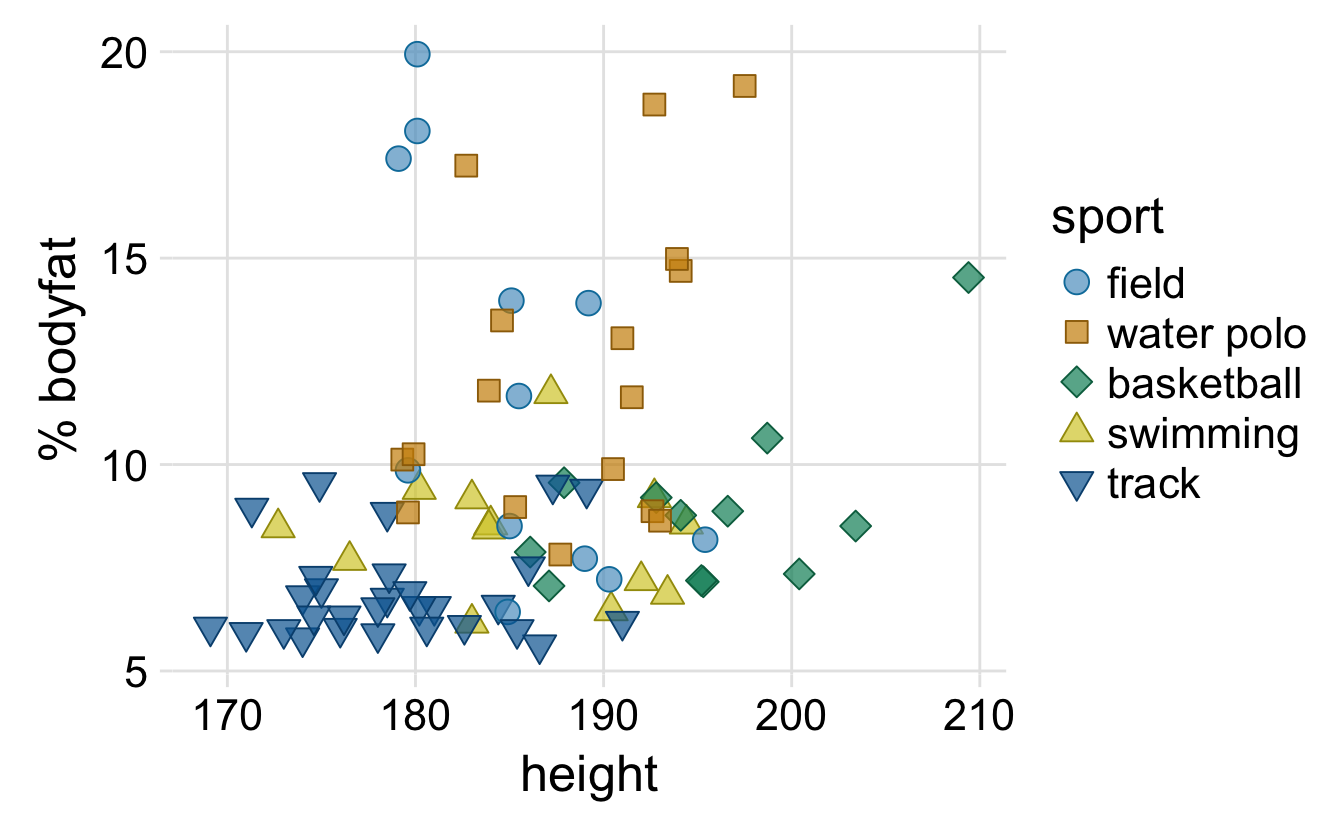 20
15
10
5
% bodyfat
170 180 190 200 210
height
sport
field
water polo
basketball
swimming
track